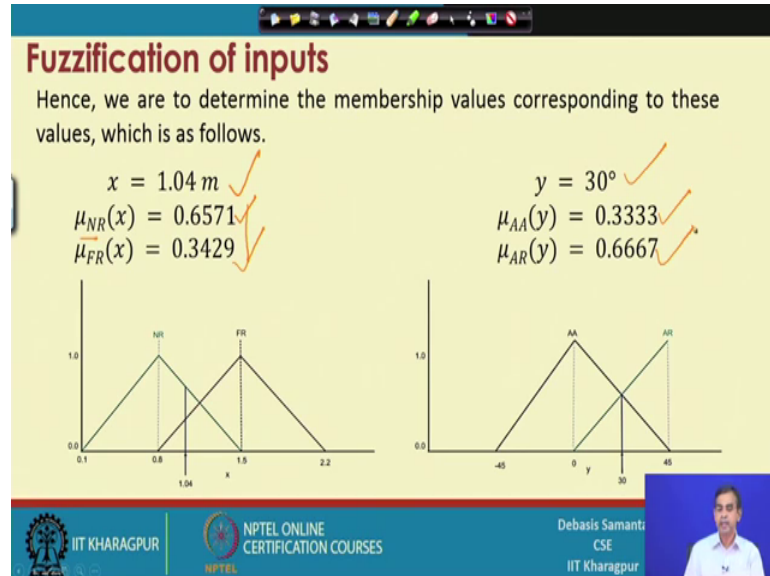 Fuzzification of inputs
Hence, we are to determine the membership values corresponding to these
values, which is as follows.
x = 1.04 m
μNR(x) = 0.6571
μFR(x) = 0.3429
y = 30°
μAA(y) = 0.3333
μAR(y) = 0.6667
NR
FR
1.0
0.0
0.1
0.8
1.5
2.2
x
1.04
AA
AR
1.0
0.0
-45
0
y
45
30
IIT KHARAGPUR
NPTEL
NPTEL ONLINE
CERTIFICATION COURSES
Debasis Samanta
CSE
IIT Kharagpur